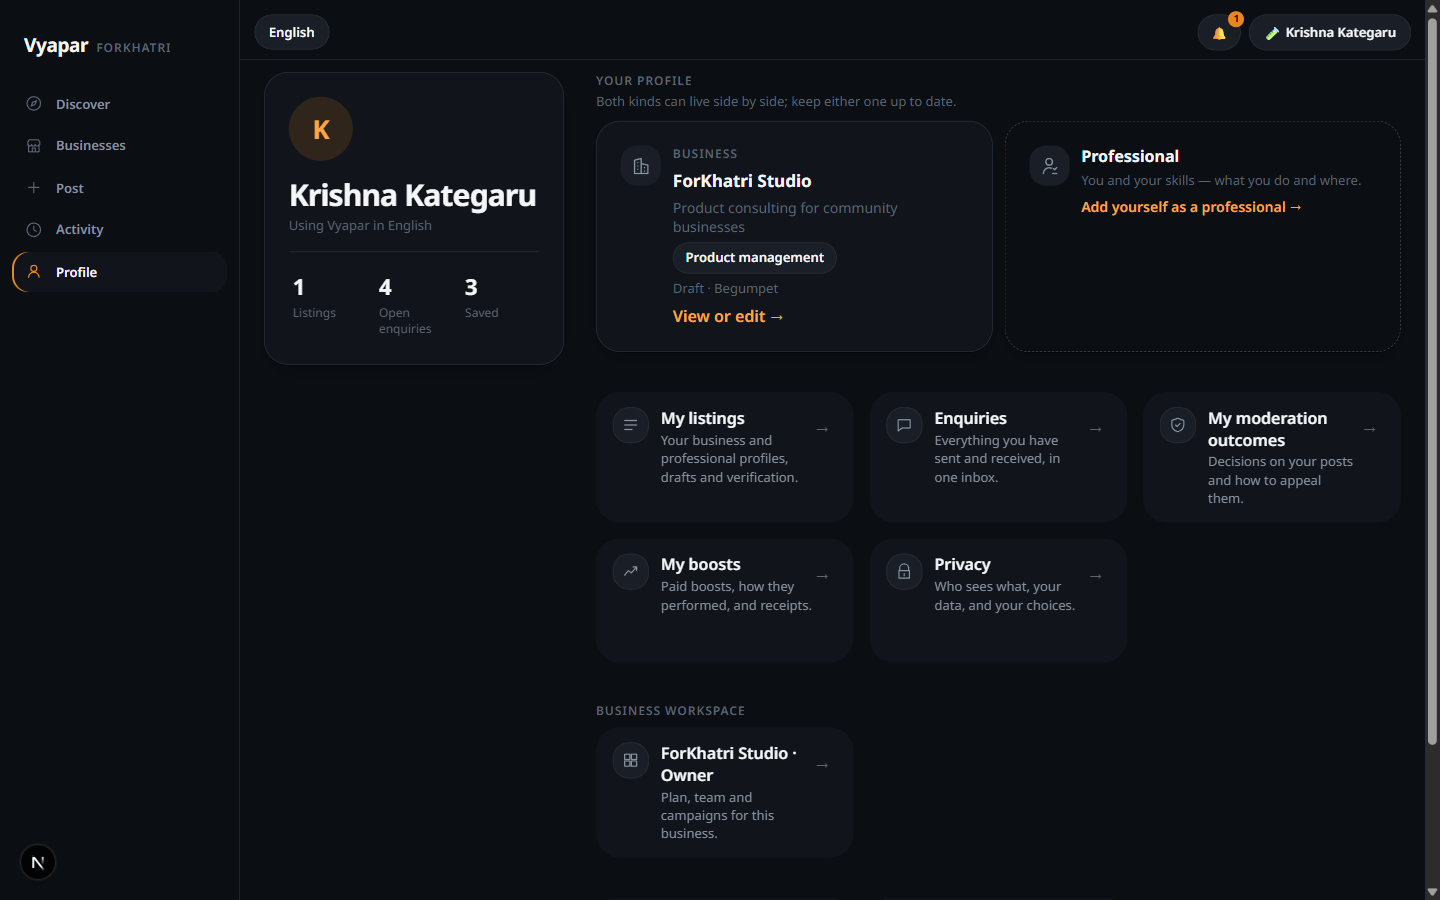 Vyapar FORKHATRI
Discover
Businesses
Post
Activity
Profile
N
English
1
Krishna Kategaru
K
Krishna Kategaru
Using Vyapar in English
1
Listings
4
Open
enquiries
3
Saved
YOUR PROFILE
Both kinds can live side by side; keep either one up to date.
BUSINESS
ForKhatri Studio
Product consulting for community
businesses
Product management
Draft · Begumpet
View or edit →
Professional
You and your skills — what you do and where.
Add yourself as a professional →
My listings
Your business and
professional profiles,
drafts and verification.
→
Enquiries
Everything you have
sent and received, in
one inbox.
→
My moderation
outcomes
Decisions on your posts
and how to appeal
them.
→
My boosts
Paid boosts, how they
performed, and receipts.
→
Privacy
Who sees what, your
data, and your choices.
→
BUSINESS WORKSPACE
ForKhatri Studio ·
Owner
Plan, team and
campaigns for this
business.
→